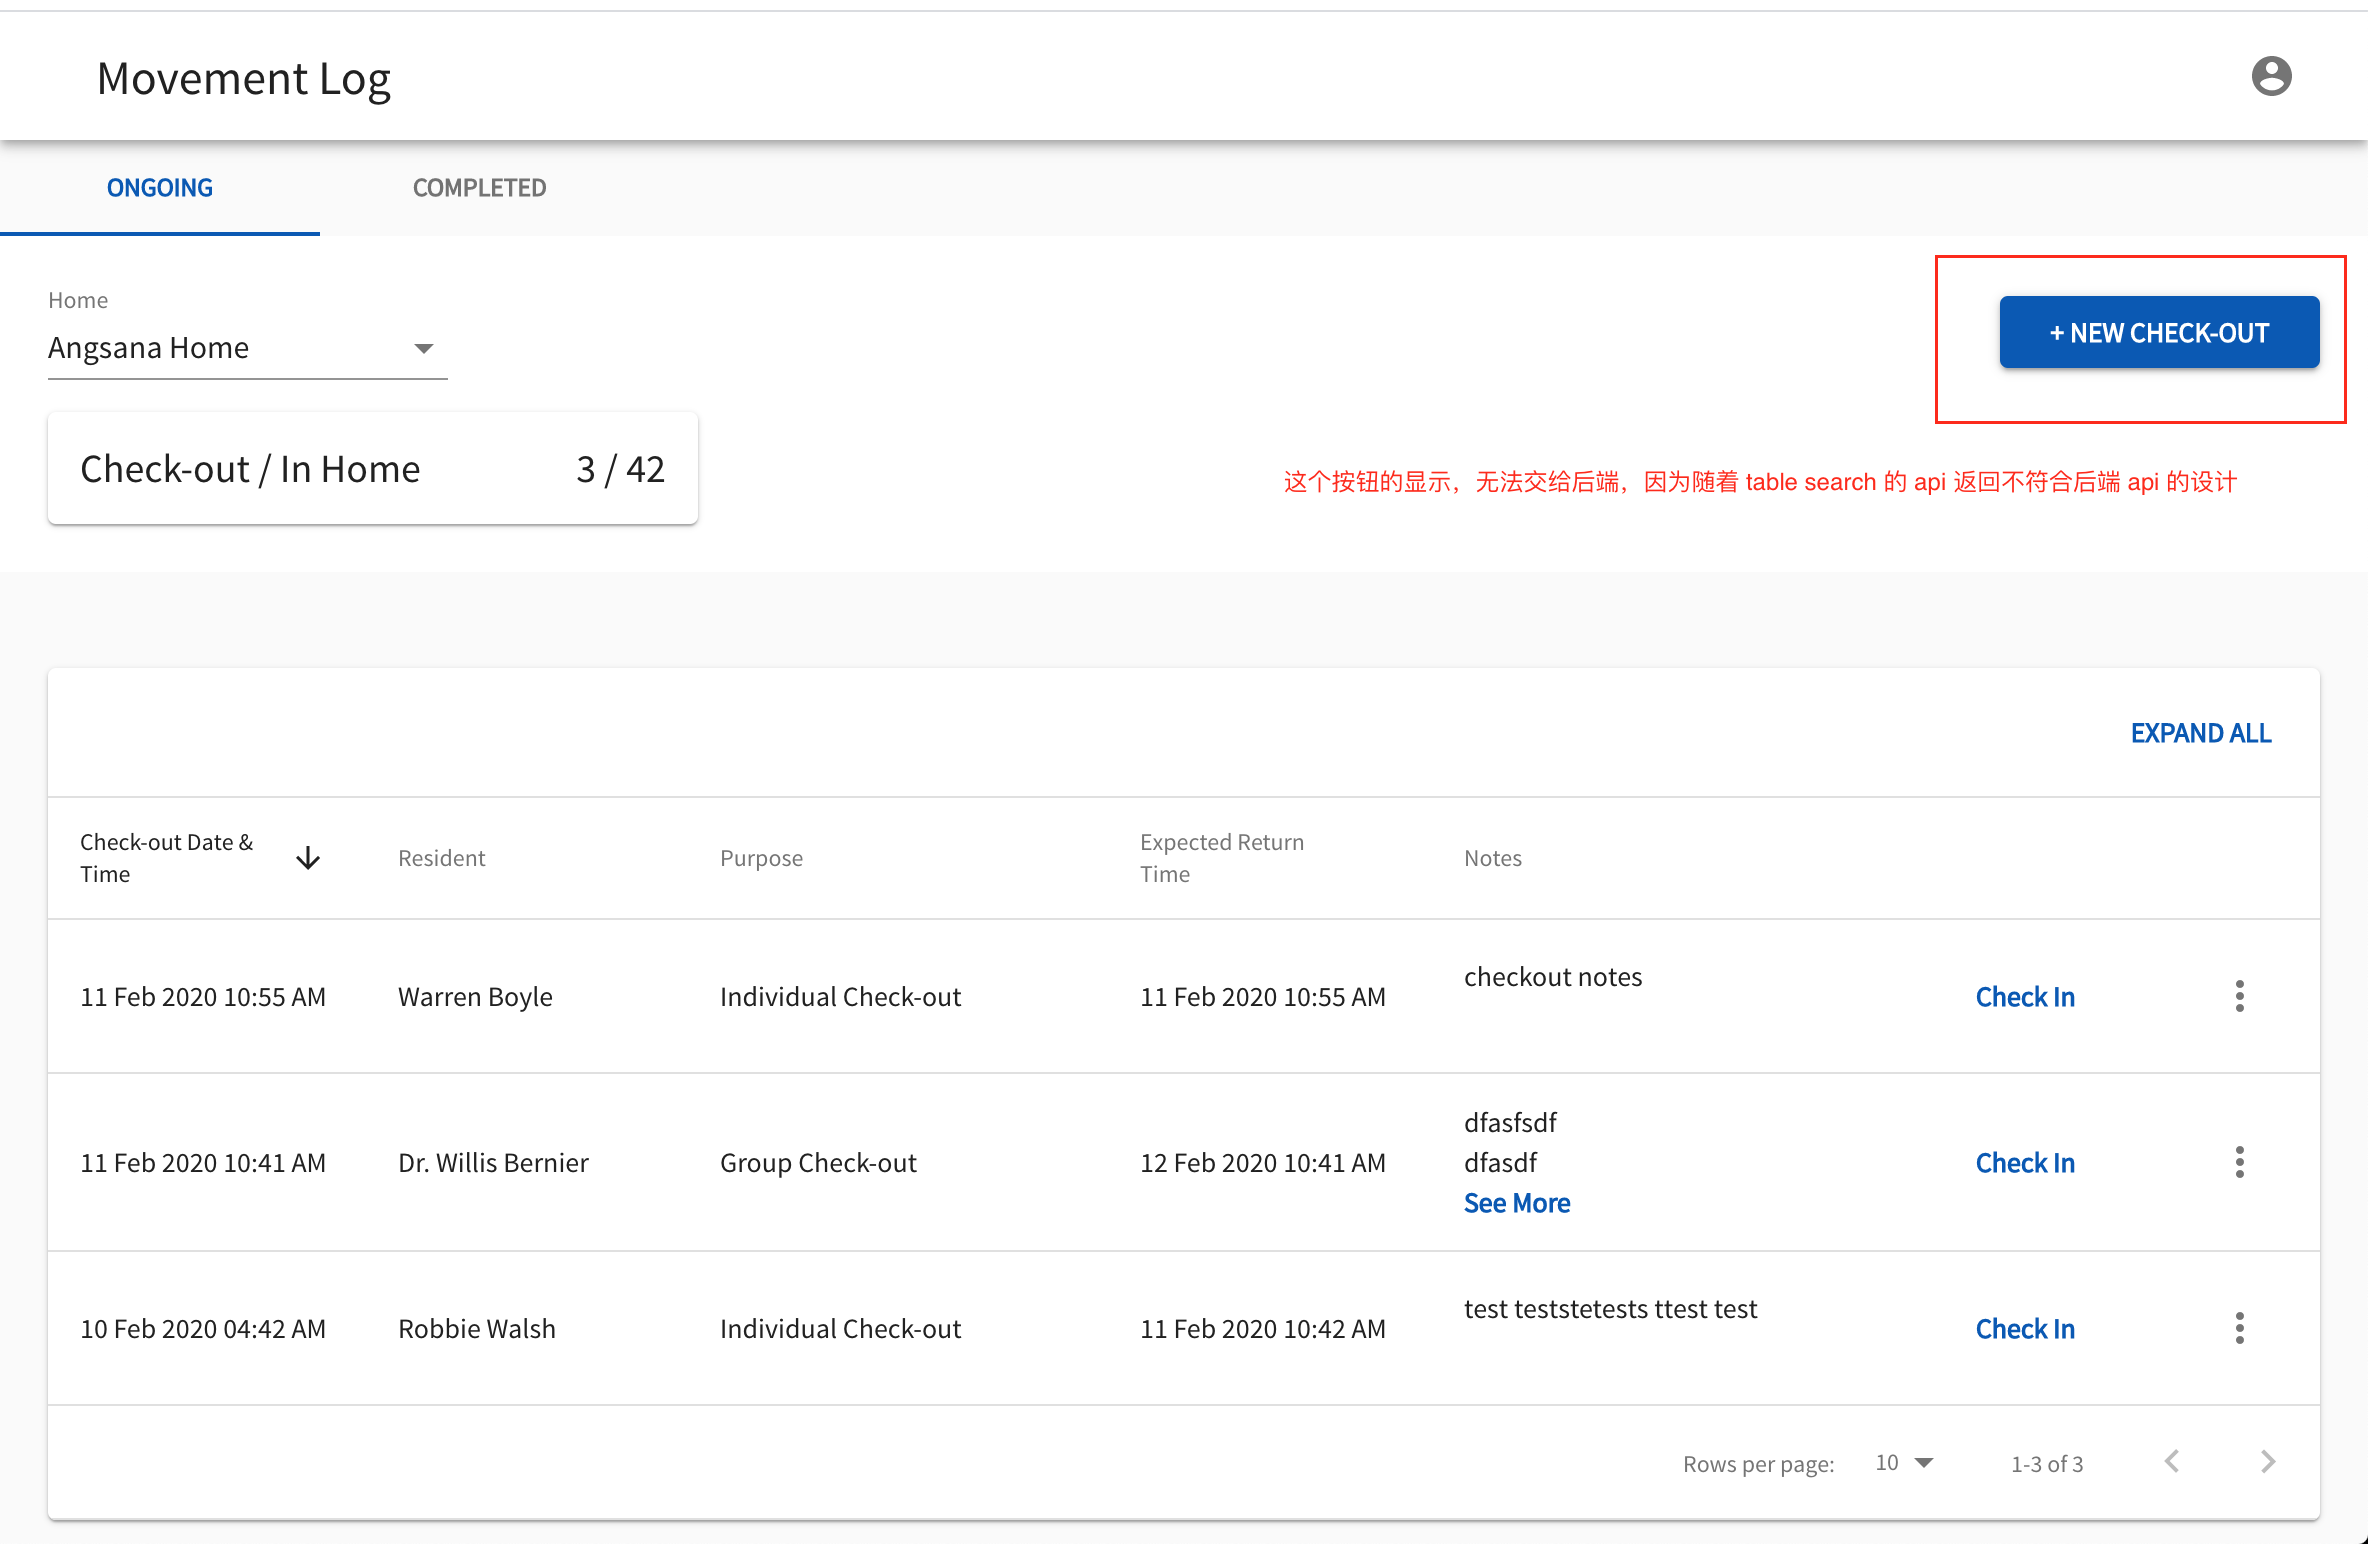 Movement Log
ONGOING
COMPLETED
Home
Angsana Home
+ NEW CHECK-OUT
Check-out / In Home 3 / 42
这个按钮的显示，无法交给后端，因为随着 table search 的 api 返回不符合后端 api 的设计
EXPAND ALL
Check-out Date &
Time
Resident
Purpose
Expected Return
Time
Notes
11 Feb 2020 10:55 AM Warren Boyle Individual Check-out 11 Feb 2020 10:55 AM checkout notes Check In
11 Feb 2020 10:41 AM Dr. Willis Bernier Group Check-out 12 Feb 2020 10:41 AM dfasfsdf
dfasdf
See More
Check In
10 Feb 2020 04:42 AM Robbie Walsh Individual Check-out 11 Feb 2020 10:42 AM test teststetests ttest test Check In
Rows per page: 10 1-3 of 3